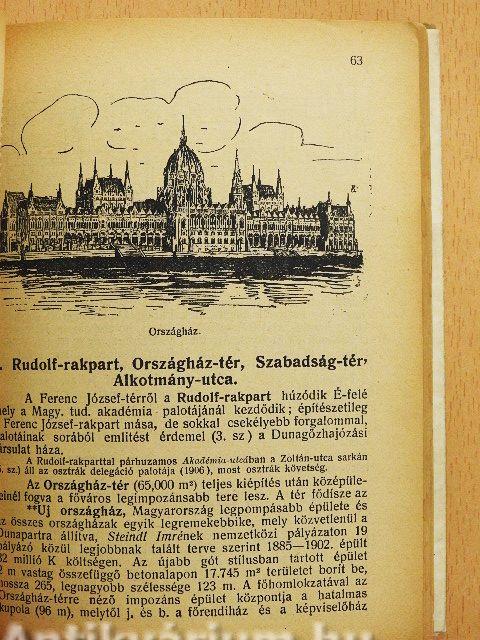 63
Országház.
. Rudolf-rakpart, Országház-tér, Szabadság-tér,
Alkotmány-utca.
A Ferenc József-térről a Rudolf-rakpart húzódik É-felé
mely a Magy. tud. akadémia palotájánál kezdődik; építészetileg
Ferenc József-rakpart mása, de sokkal csekélyebb forgalommal,
palotáinak sorából említést érdemel (3. sz) a Dunagőzhajózási
társulat háza.
A Rudolf-rakparttal párhuzamos Akadémia-utcában a Zoltán-utca sarkán
sz.) áll az osztrák delegáció palotája (1906), most osztrák követség.
Az Országház-tér (65,000 m²) teljes kiépítés után középüle-
teinél fogva a főváros legimpozánsabb tere lesz. A tér fődísze az
**Uj országház, Magyarország legpompásabb épülete és
az összes országházak egyik legremekebbike, mely közvetlenül a
Dunapartra állítva, Steindl Imrének nemzetközi pályázaton 19
pályázó közül legjobbnak talált terve szerint 1885—1902. épült
32 millió K költségen. Az újabb gót stílusban tartott épület
2 m vastag összefüggő betonalapon 17.745 m² területet borít be,
hossza 265, legnagyobb szélessége 123 m. A főhomlokzatával az
Országház-térre néző impozáns épület központja a hatalmas
kupola (96 m), melytől j. és b. a főrendiház és a képviselőház